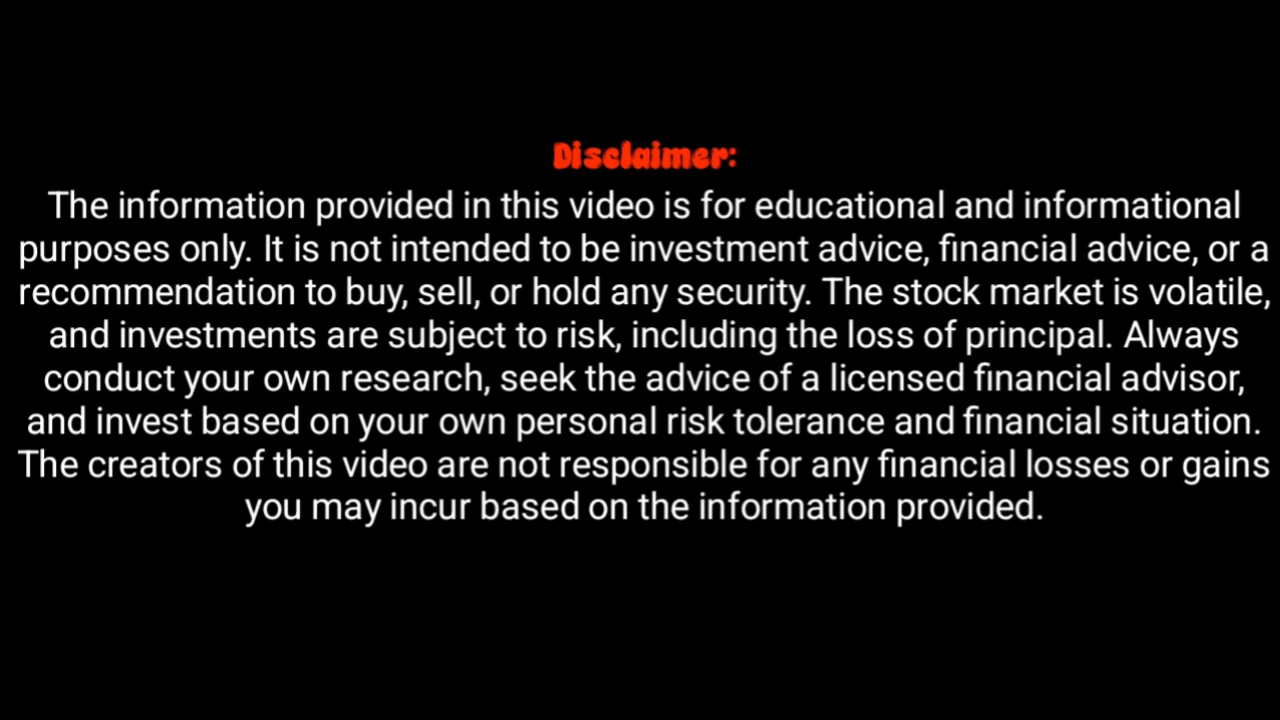 Disclaimer:
The information provided in this video is for educational and informational
purposes only. It is not intended to be investment advice, financial advice, or a
recommendation to buy, sell, or hold any security. The stock market is volatile,
and investments are subject to risk, including the loss of principal. Always
conduct your own research, seek the advice of a licensed financial advisor,
and invest based on your own personal risk tolerance and financial situation.
The creators of this video are not responsible for any financial losses or gains
you may incur based on the information provided.